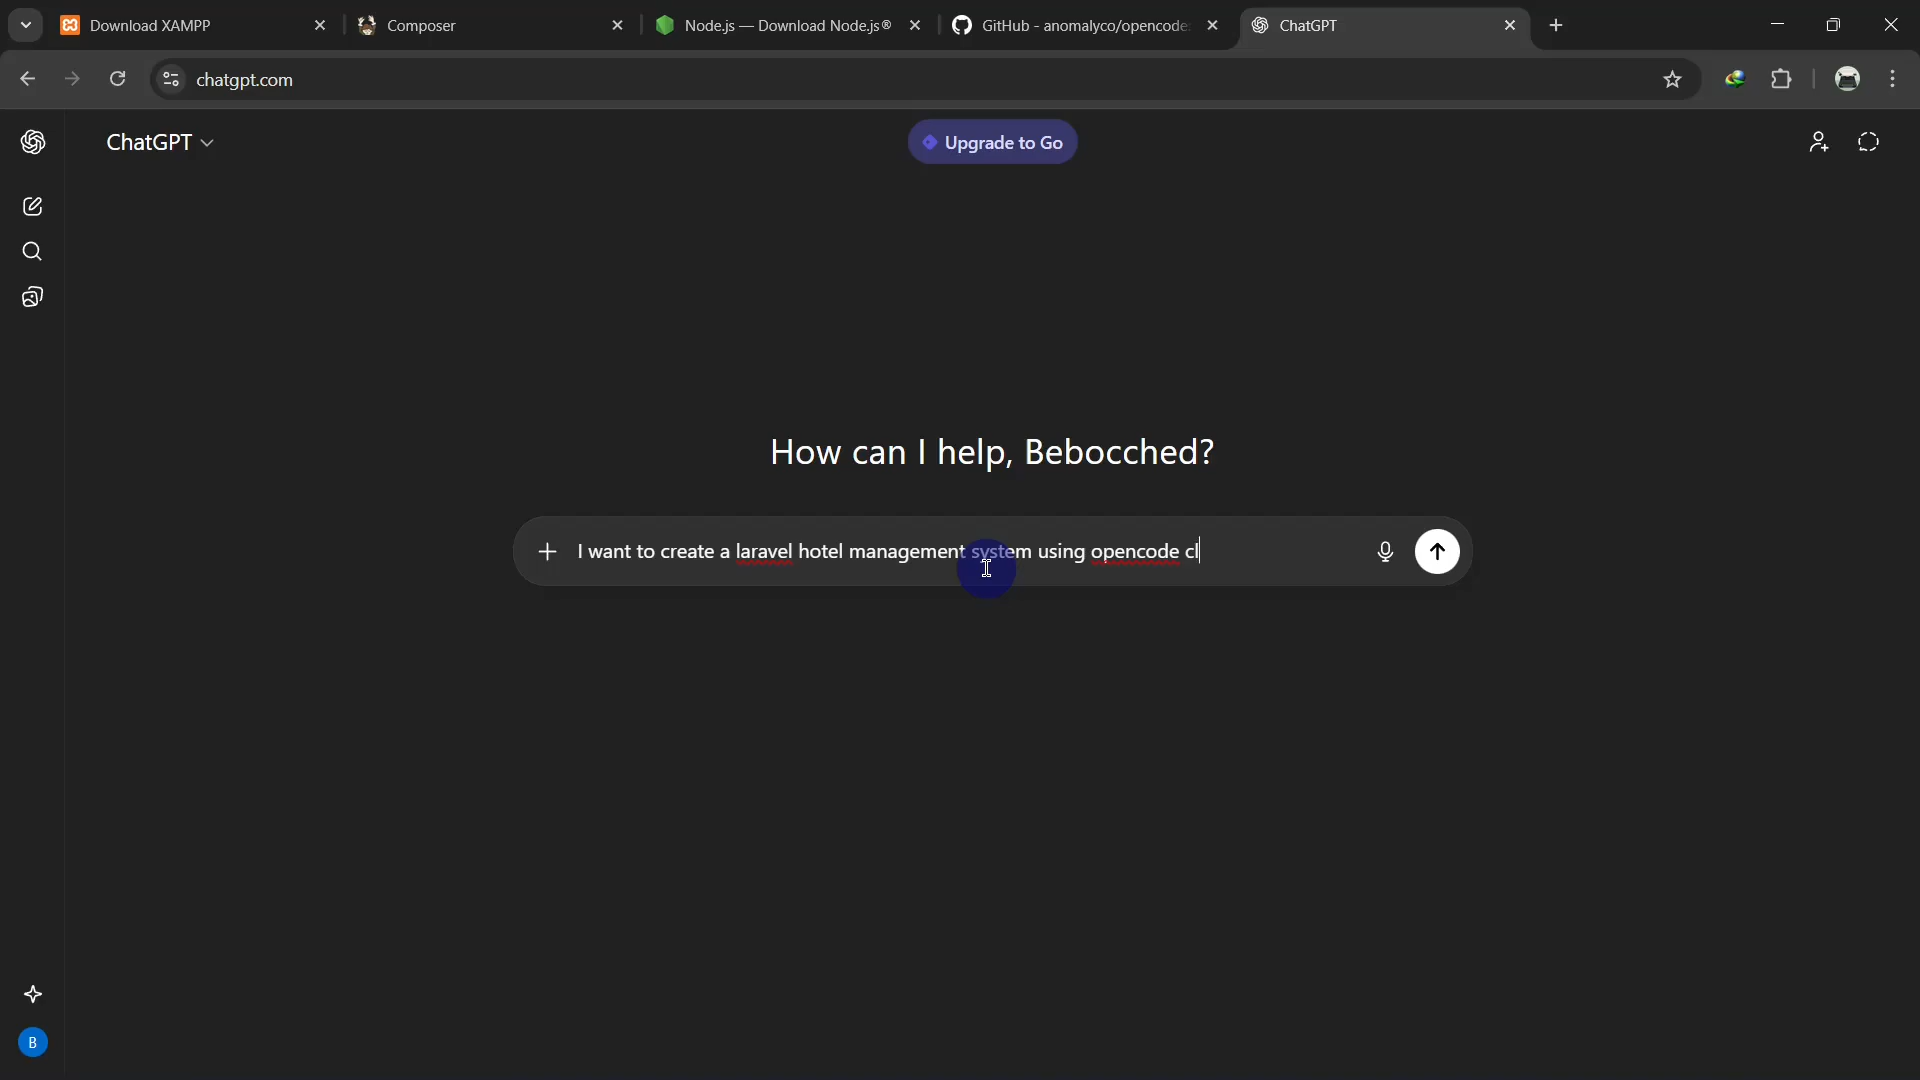 Download XAMPP
Composer
Node.js — Download Node.js®
GitHub - anomalyco/opencode:
ChatGPT
chatgpt.com
ChatGPT
Upgrade to Go
How can I help, Bebocched?
I want to create a laravel hotel management system using opencode cl
B